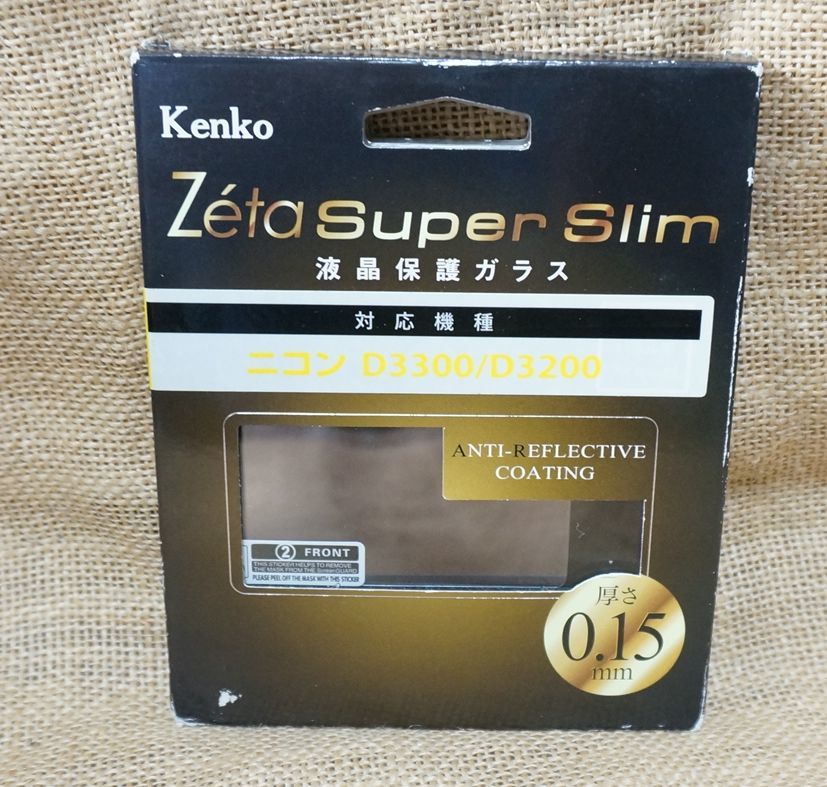 Kenko
Zéta Super Slim
液晶保護ガラス
対応機種
ニコン D3300/D3200
ANTI-REFLECTIVE
COATING
② FRONT
THIS STICKER HELPS TO REMOVE
THE MASK FROM THE ScreenGUARD
PLEASE PEEL OFF THE MASK WITH THIS STICKER
厚さ
0.15
mm